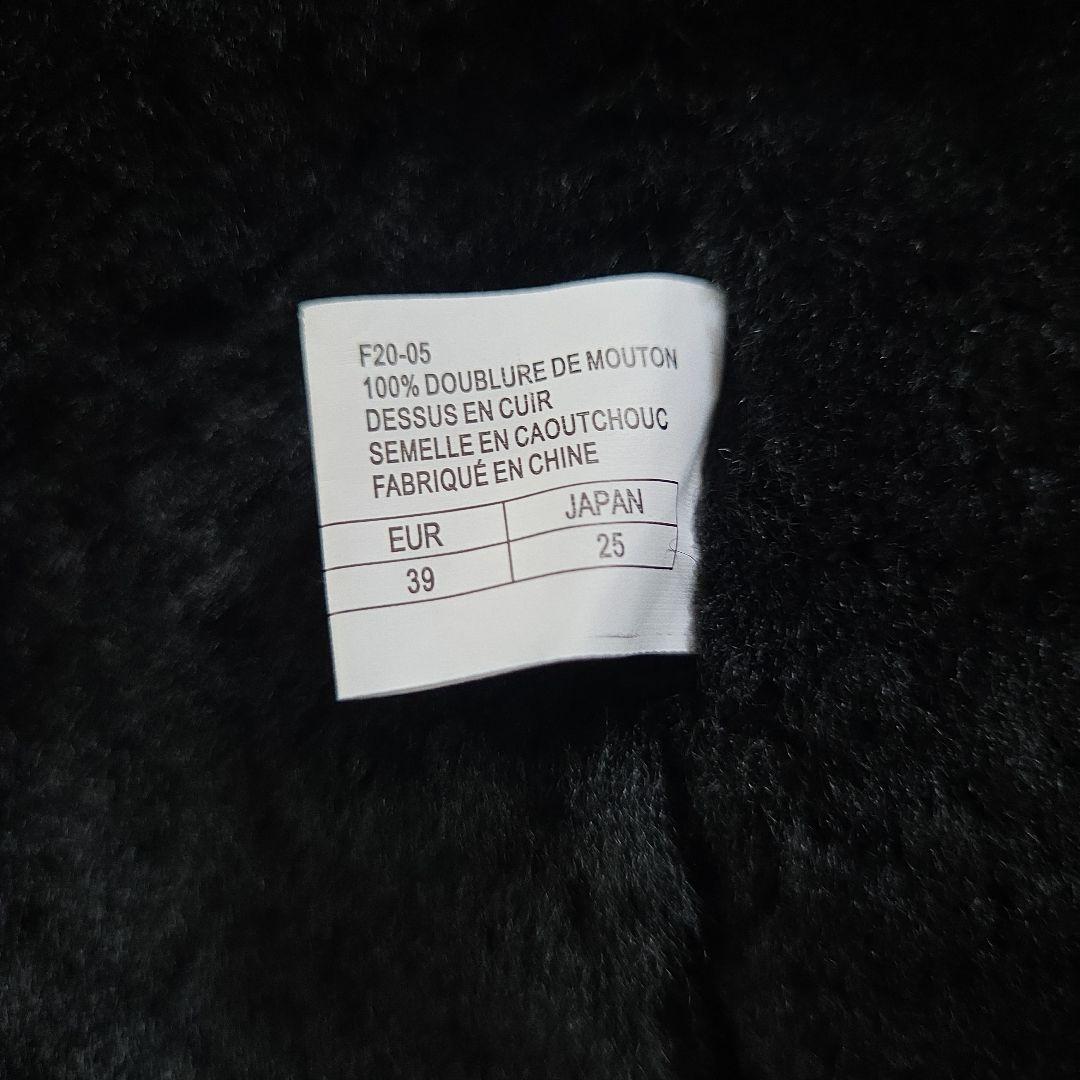 F20-05
100% DOUBLURE DE MOUTON
DESSUS EN CUIR
SEMELLE EN CAOUTCHOUC
FABRIQUÉ EN CHINE
EUR JAPAN
39 25